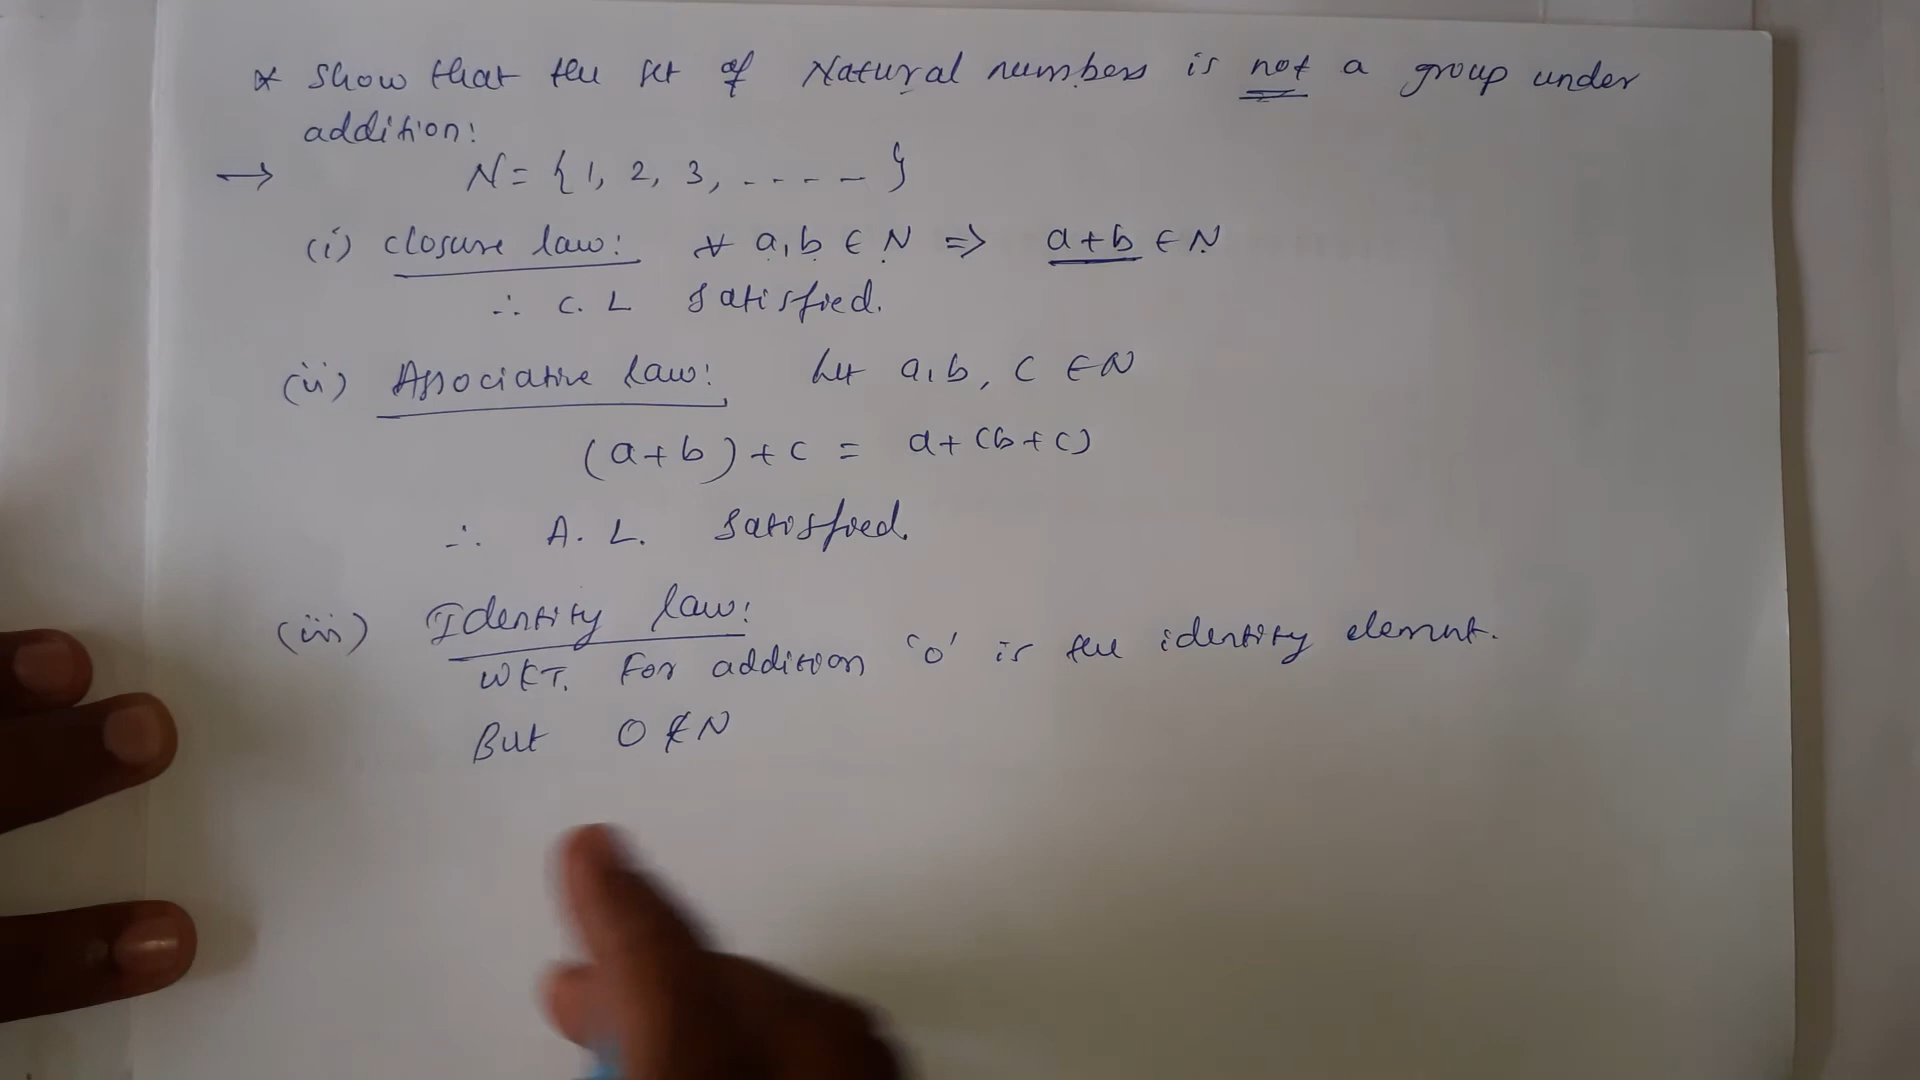 * Show that the set of Natural numbers is not a group under
addition:
→ N = {1, 2, 3, - - - - }
(i) closure law: ∀ a, b ∈ N => a+b ∈ N
∴ C. L satisfied.
(ii) Associative law: Let a, b, c ∈ N
(a+b)+c = a+(b+c)
∴ A. L. satisfied.
(iii) Identity law:
WKT. For addition '0' is the identity element.
But 0 ∉ N